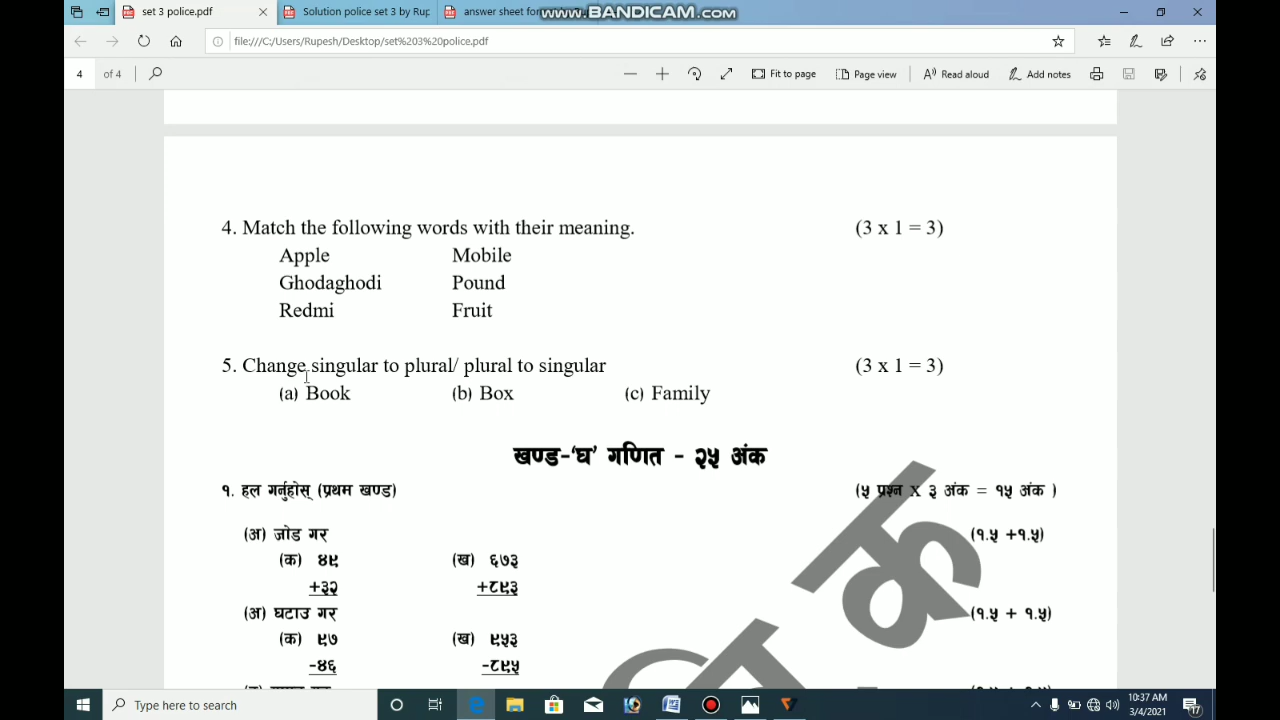 set 3 police.pdf
Solution police set 3 by Rup
answer sheet for
www.BANDICAM.com
file:///C:/Users/Rupesh/Desktop/set%203%20police.pdf
4 of 4
Fit to page
Page view
Read aloud
Add notes
4. Match the following words with their meaning. (3 x 1 = 3)
Apple Mobile
Ghodaghodi Pound
Redmi Fruit
5. Change singular to plural/ plural to singular (3 x 1 = 3)
(a) Book (b) Box (c) Family
खण्ड-‘घ’ गणित - २५ अंक
१. हल गर्नुहोस् (प्रथम खण्ड) (५ प्रश्न x ३ अंक = १५ अंक )
(अ) जोड गर (१.५ +१.५)
(क) ४९ (ख) ६७३
+३२ +८९३
(अ) घटाउ गर (१.५ + १.५)
(क) ९७ (ख) ९५३
-४६ -८९५
Type here to search
10:37 AM
3/4/2021
17